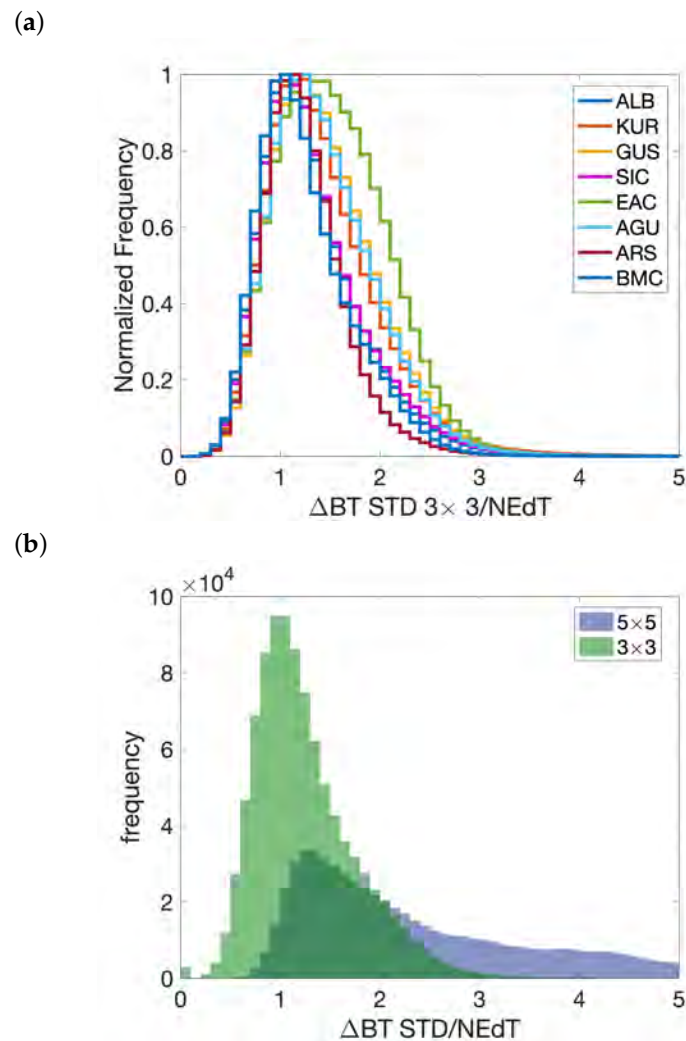 (a)
1
0.8
0.6
0.4
0.2
0
Normalized Frequency
ALB
KUR
GUS
SIC
EAC
AGU
ARS
BMC
0 1 2 3 4 5
ΔBT STD 3× 3/NEdT
(b)
×10⁴
10
8
6
4
2
0
frequency
5×5
3×3
0 1 2 3 4 5
ΔBT STD/NEdT